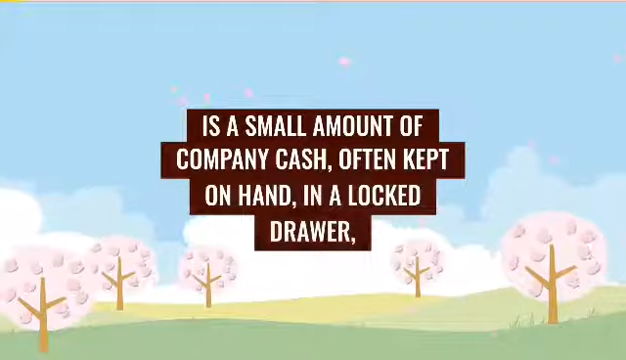 IS A SMALL AMOUNT OF
COMPANY CASH, OFTEN KEPT
ON HAND, IN A LOCKED
DRAWER,